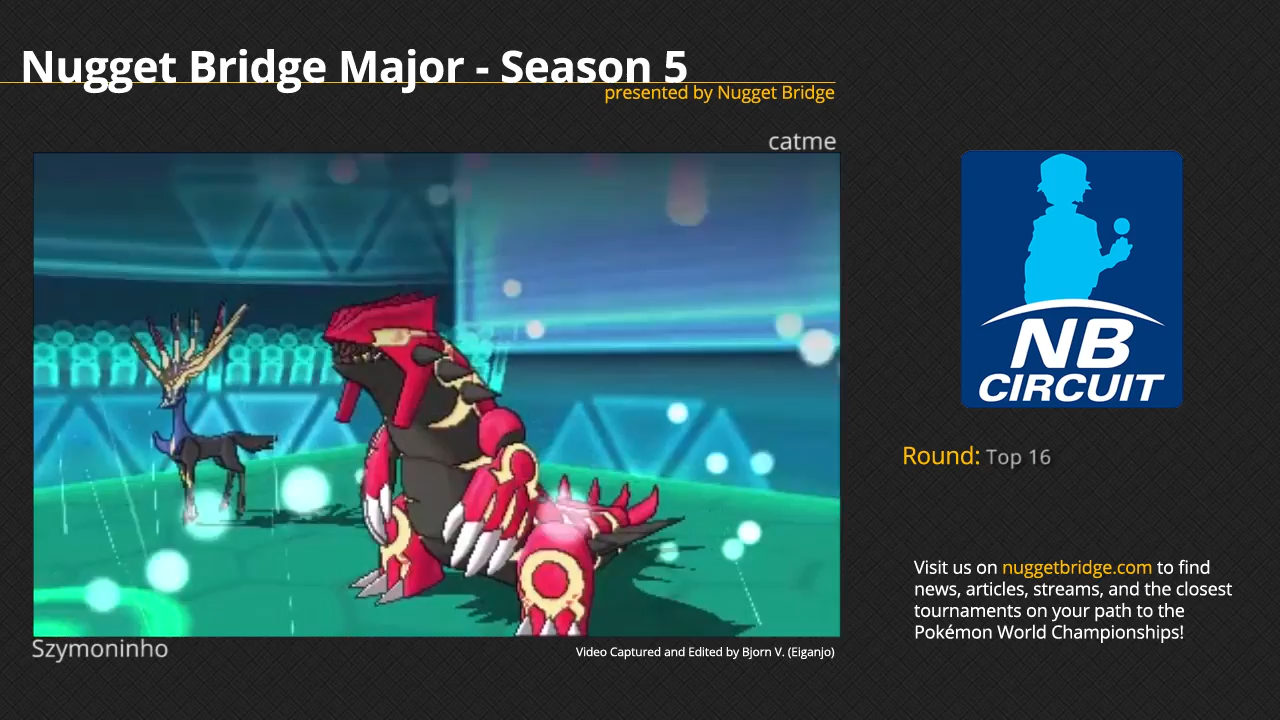 Nugget Bridge Major - Season 5
presented by Nugget Bridge
catme
NB
CIRCUIT
Round: Top 16
Visit us on nuggetbridge.com to find
news, articles, streams, and the closest
tournaments on your path to the
Pokémon World Championships!
Szymoninho
Video Captured and Edited by Bjorn V. (Eiganjo)